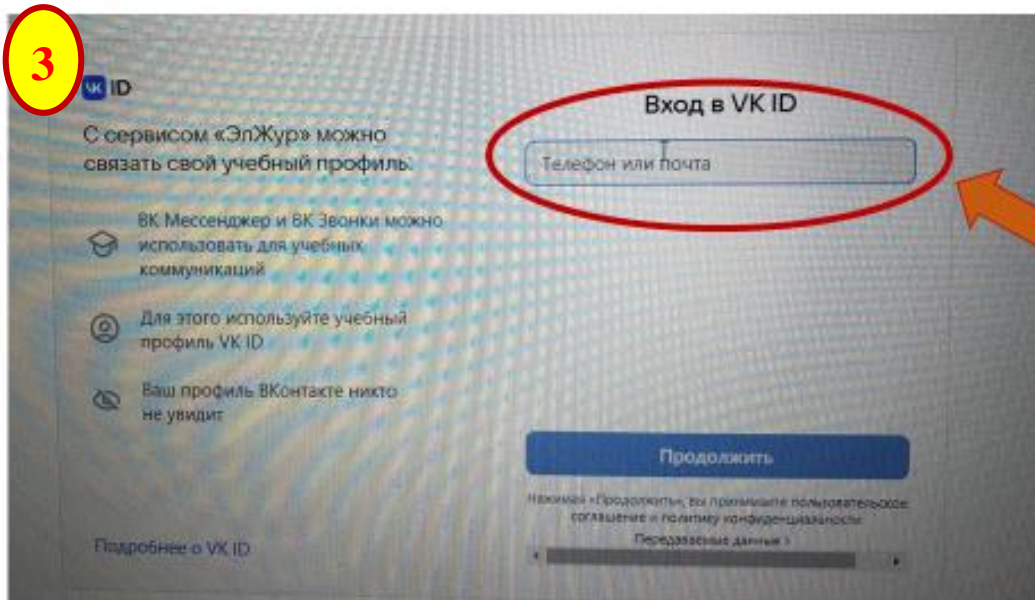 3
VK ID
С сервисом «ЭлЖур» можно
связать свой учебный профиль:
ВК Мессенджер и ВК Звонки можно
использовать для учебных
коммуникаций
Для этого используйте учебный
профиль VK ID
Ваш профиль ВКонтакте никто
не увидит
Подробнее о VK ID
Вход в VK ID
Телефон или почта
Продолжить
Нажимая «Продолжить», вы принимаете пользовательское
соглашение и политику конфиденциальности
Передаваемые данные